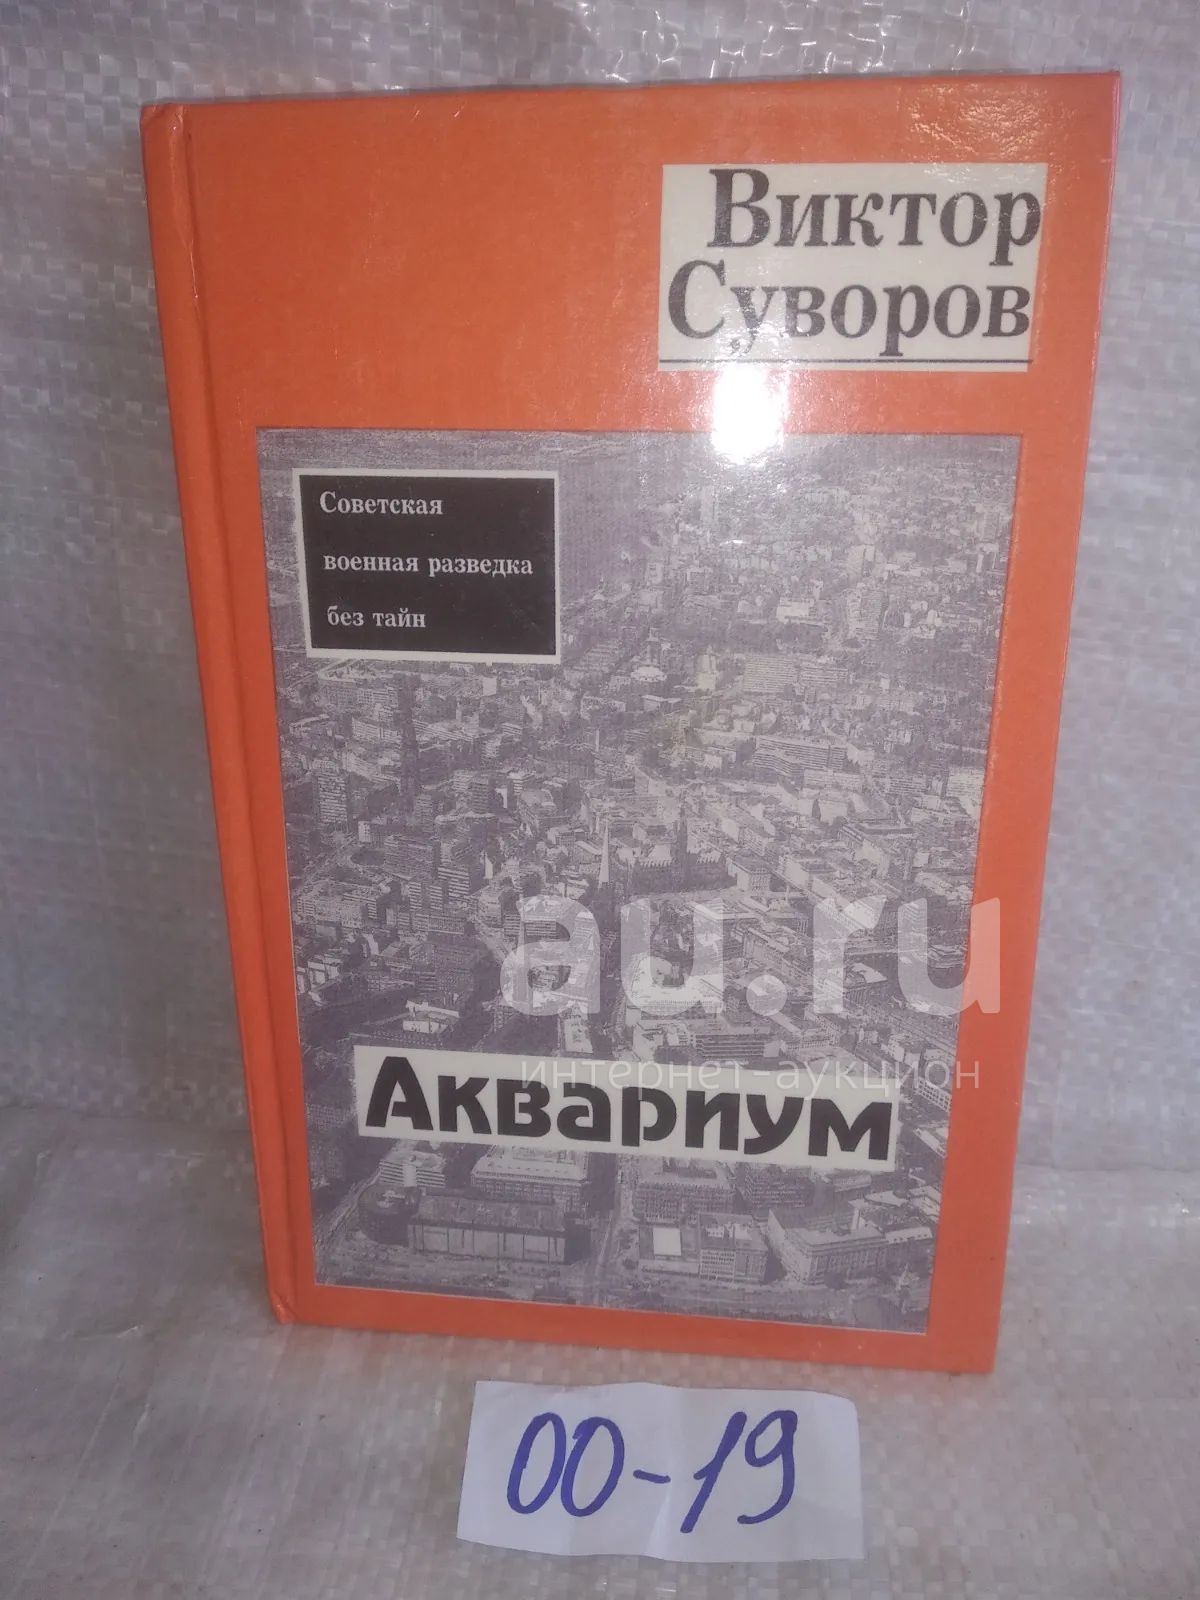 Виктор
Суворов
Советская
военная разведка
без тайн
au.ru
интернет-аукцион
Аквариум
00-19